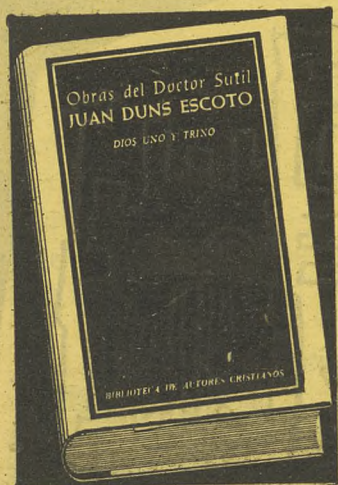 Obras del Doctor Sutil
JUAN DUNS ESCOTO
DIOS UNO Y TRINO
BIBLIOTECA DE AUTORES CRISTIANOS